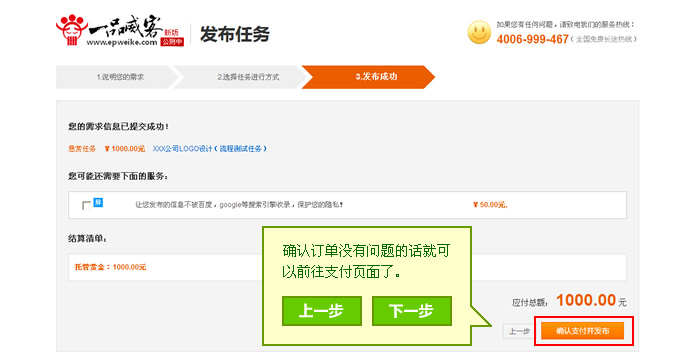 一品威客 新版 公测中
www.epweike.com
发布任务
如果您有任何问题，请致电我们的服务热线：
4006-999-467（全国免费长途热线）
1.说明您的需求
2.选择任务进行方式
3.发布成功
您的需求信息已提交成功！
悬赏任务 ￥1000.00元 XXX公司LOGO设计（流程测试任务）
您可能还需要下面的服务：
屏 让您发布的信息不被百度，google等搜索引擎收录，保护您的隐私！ ￥50.00元.
结算清单：
托管赏金：1000.00元
确认订单没有问题的话就可
以前往支付页面了。
上一步 下一步
应付总额： 1000.00 元
上一步 确认支付并发布